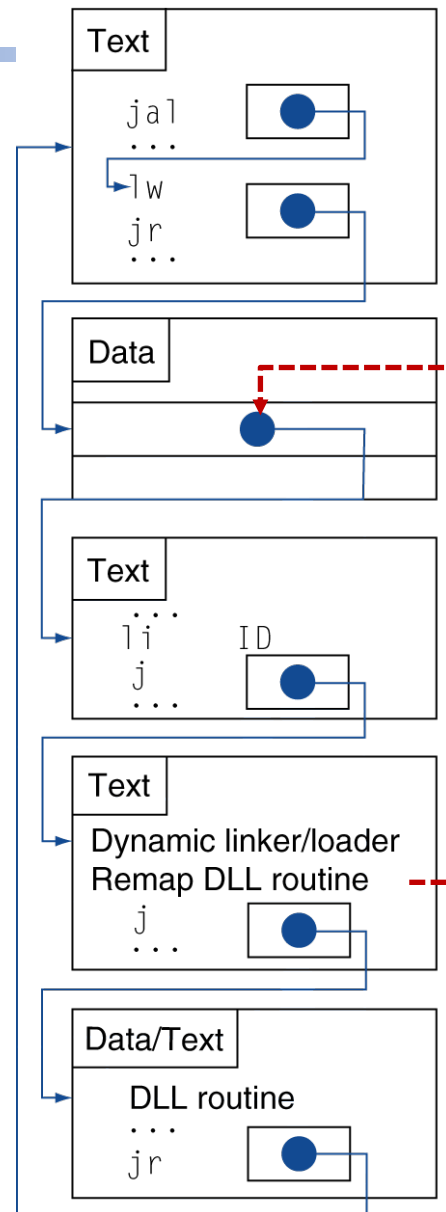 Text
jal
...
lw
jr
...
Data
Text
...
li ID
j
...
Text
Dynamic linker/loader
Remap DLL routine
j
...
Data/Text
DLL routine
...
jr